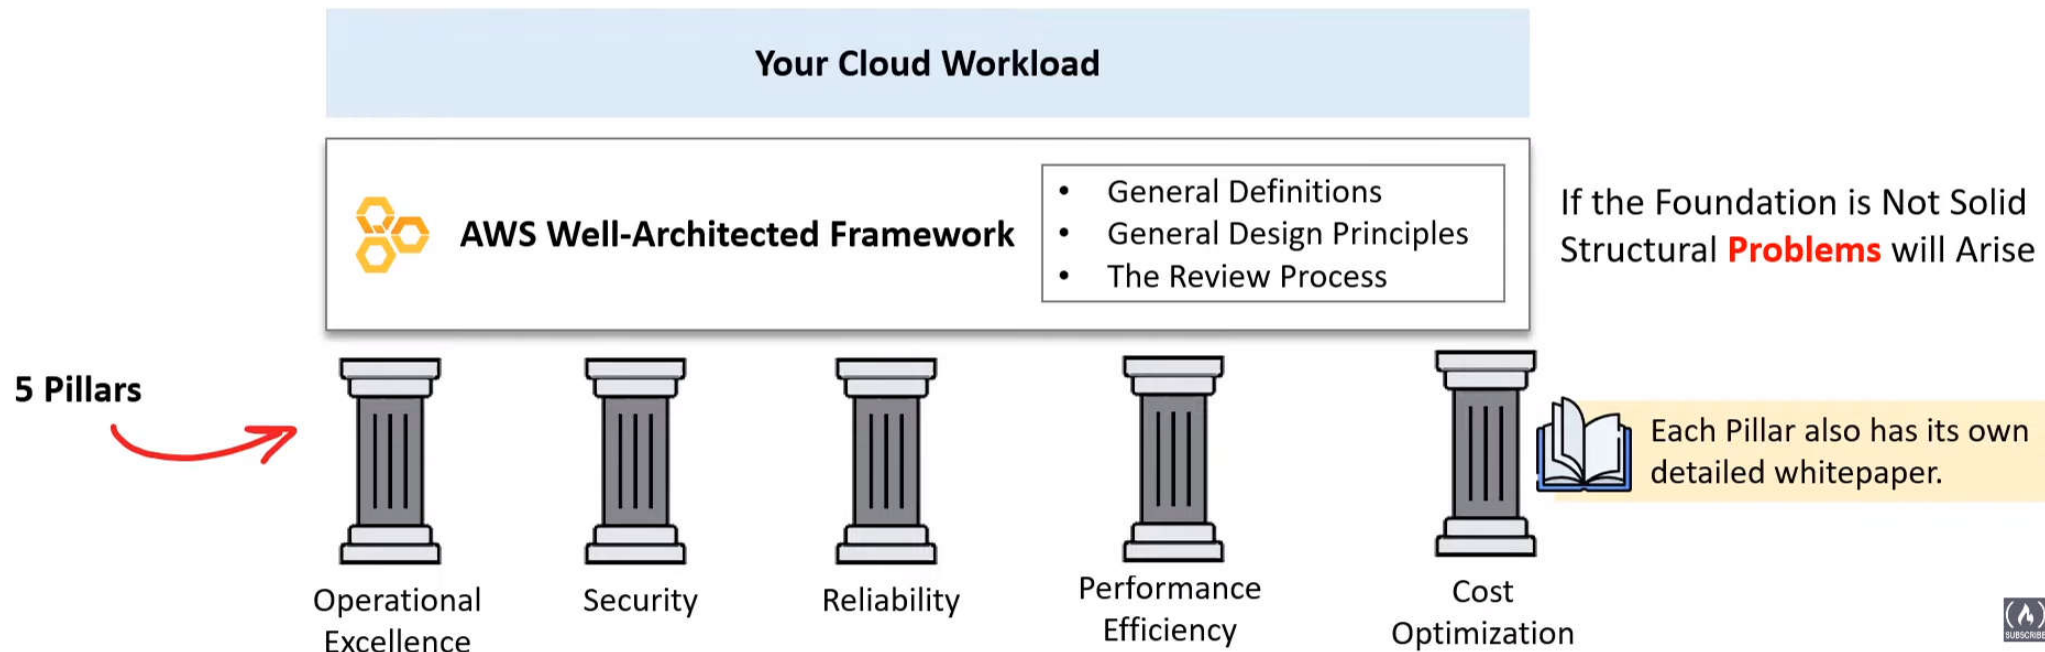 Your Cloud Workload
AWS Well-Architected Framework
• General Definitions
• General Design Principles
• The Review Process
If the Foundation is Not Solid
Structural Problems will Arise
5 Pillars
Each Pillar also has its own
detailed whitepaper.
Operational
Excellence
Security
Reliability
Performance
Efficiency
Cost
Optimization
SUBSCRIBE